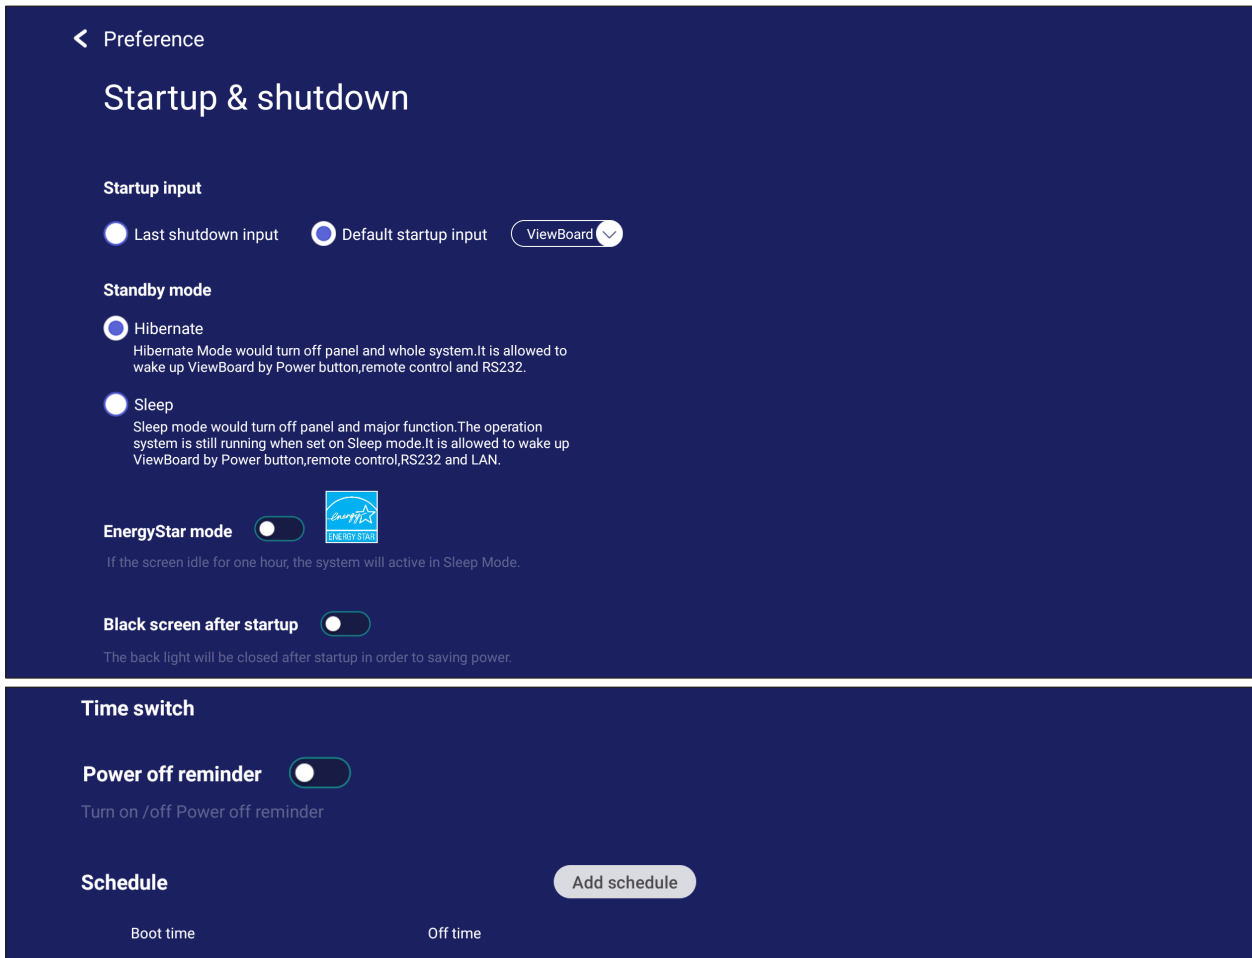 Preference
Startup & shutdown
Startup input
Last shutdown input Default startup input ViewBoard
Standby mode
Hibernate
Hibernate Mode would turn off panel and whole system.It is allowed to
wake up ViewBoard by Power button,remote control and RS232.
Sleep
Sleep mode would turn off panel and major function.The operation
system is still running when set on Sleep mode.It is allowed to wake up
ViewBoard by Power button,remote control,RS232 and LAN.
energy
EnergyStar mode ENERGY STAR
If the screen idle for one hour, the system will active in Sleep Mode.
Black screen after startup
The back light will be closed after startup in order to saving power.
Time switch
Power off reminder
Turn on /off Power off reminder
Schedule Add schedule
Boot time Off time